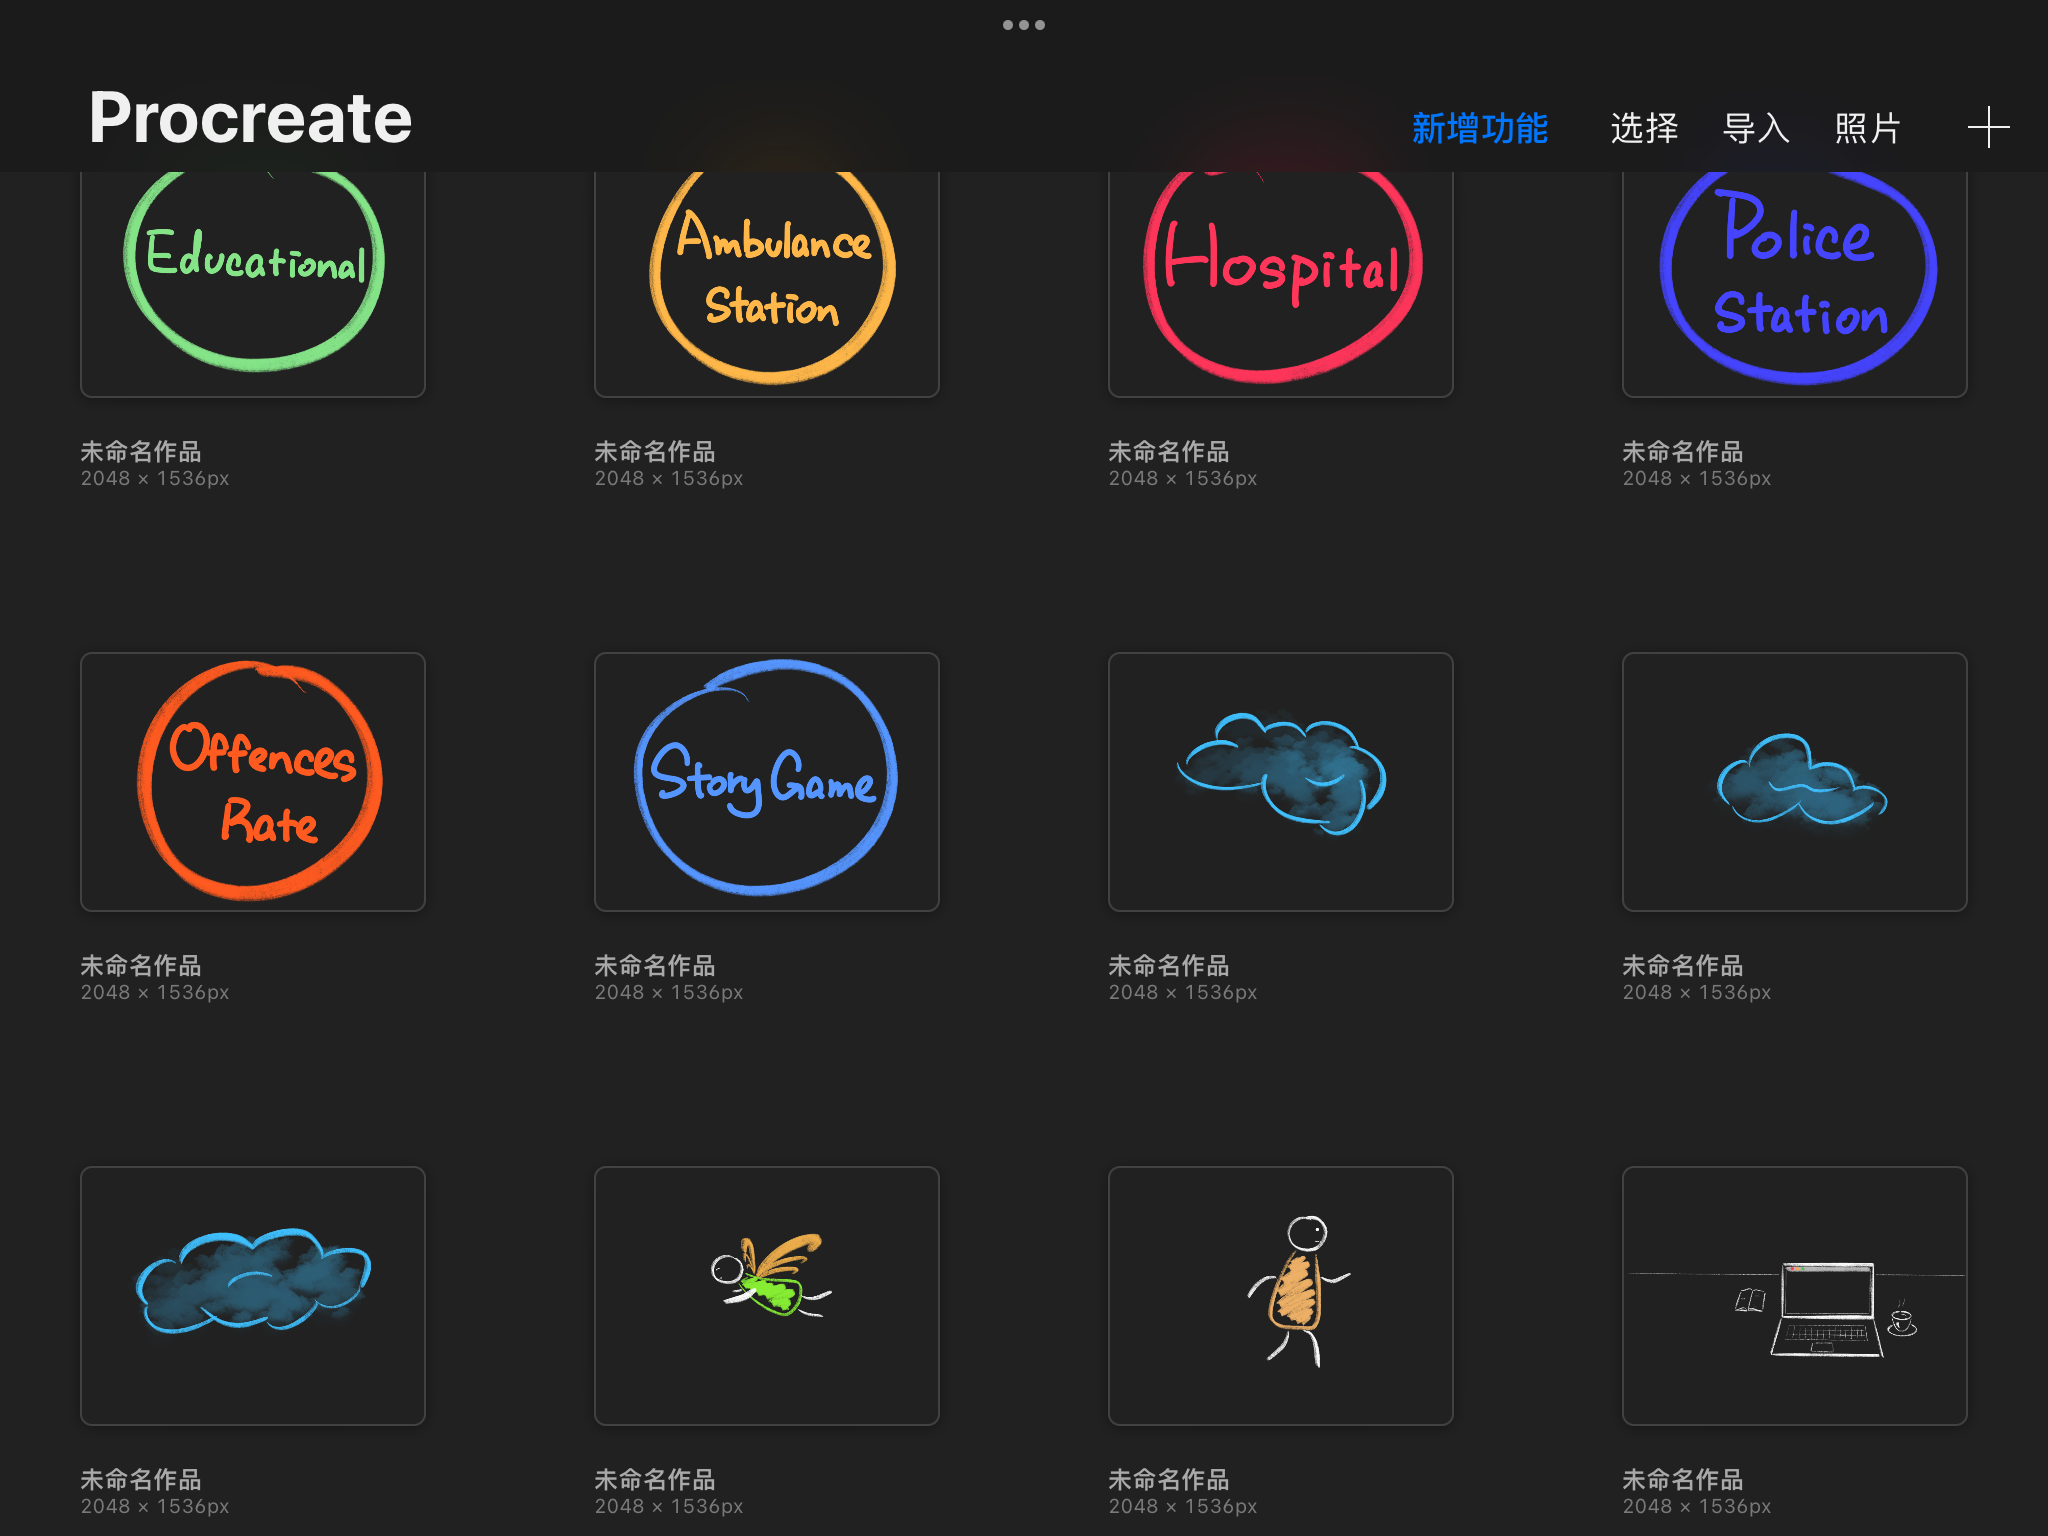 Procreate
新增功能 选择 导入 照片
Educational
Ambulance
Station
Hospital
Police
Station
未命名作品 未命名作品 未命名作品 未命名作品
2048 × 1536px 2048 × 1536px 2048 × 1536px 2048 × 1536px
Offences
Rate
Story Game
未命名作品 未命名作品 未命名作品 未命名作品
2048 × 1536px 2048 × 1536px 2048 × 1536px 2048 × 1536px
未命名作品 未命名作品 未命名作品 未命名作品
2048 × 1536px 2048 × 1536px 2048 × 1536px 2048 × 1536px